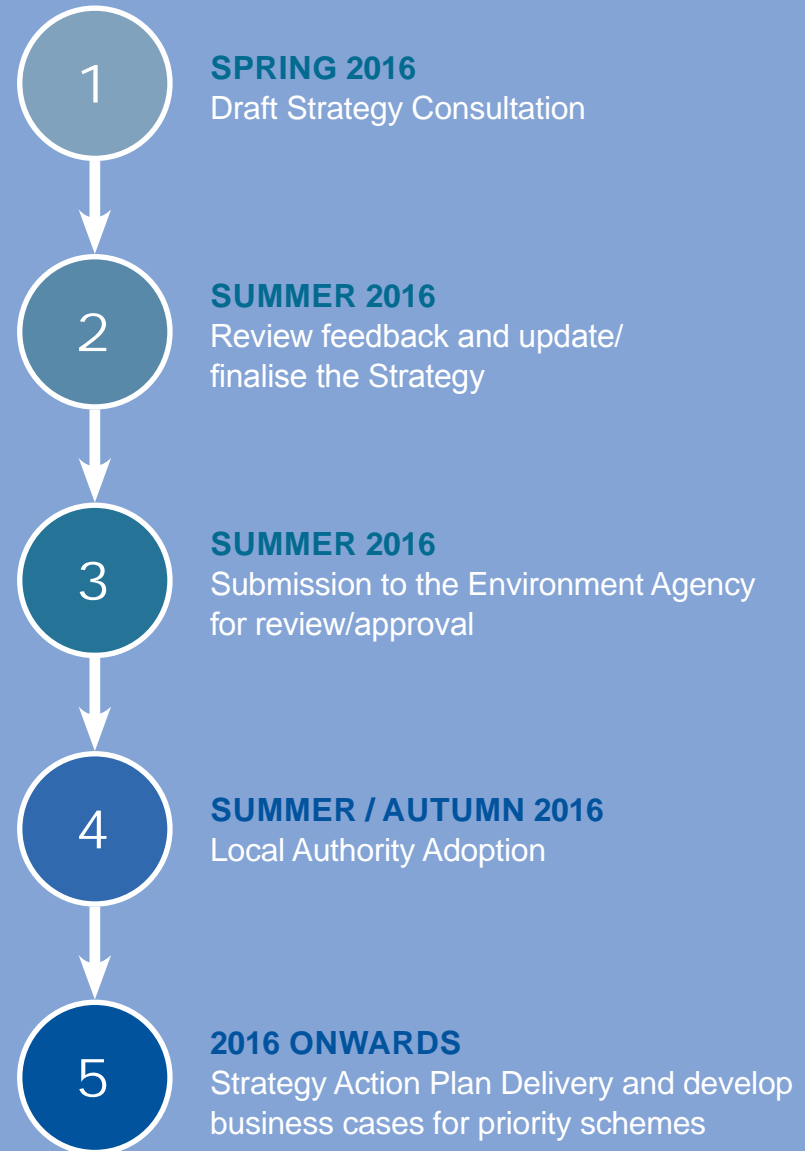 1
SPRING 2016
Draft Strategy Consultation
2
SUMMER 2016
Review feedback and update/
finalise the Strategy
3
SUMMER 2016
Submission to the Environment Agency
for review/approval
4
SUMMER / AUTUMN 2016
Local Authority Adoption
5
2016 ONWARDS
Strategy Action Plan Delivery and develop
business cases for priority schemes